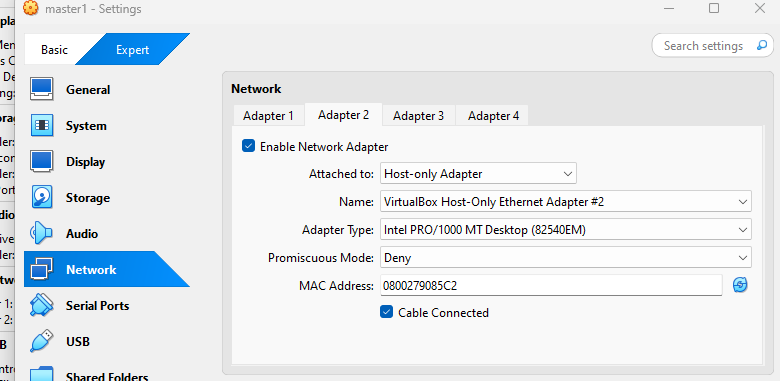 master1 - Settings
Basic
Expert
Search settings
General
System
Display
Storage
Audio
Network
Serial Ports
USB
Shared Folders
Network
Adapter 1
Adapter 2
Adapter 3
Adapter 4
Enable Network Adapter
Attached to: Host-only Adapter
Name: VirtualBox Host-Only Ethernet Adapter #2
Adapter Type: Intel PRO/1000 MT Desktop (82540EM)
Promiscuous Mode: Deny
MAC Address: 0800279085C2
Cable Connected